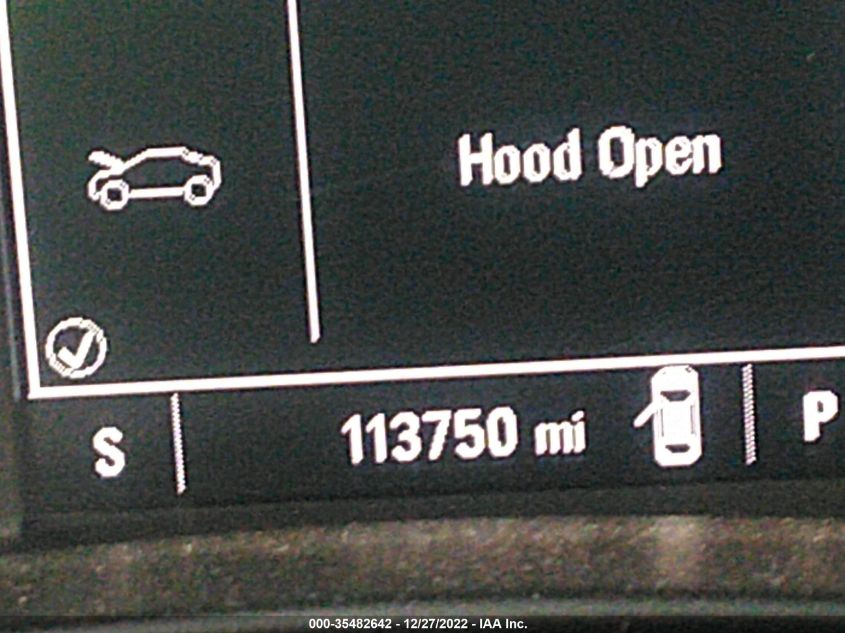 Hood Open
S 113750 mi P
000-35482642 - 12/27/2022 - IAA Inc.